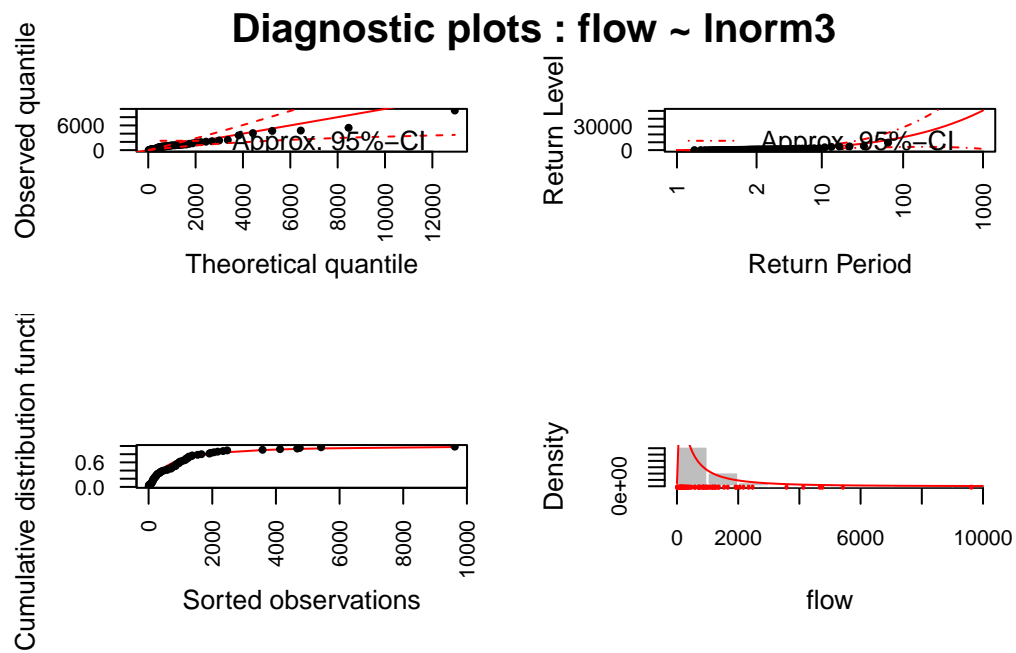 Diagnostic plots : flow ~ lnorm3
Observed quantile
6000
0
Approx. 95%−CI
0
2000
4000
6000
8000
10000
12000
Theoretical quantile
Return Level
30000
0
Approx. 95%−CI
1
2
10
100
1000
Return Period
Cumulative distribution functi
0.6
0.0
0
2000
4000
6000
8000
10000
Sorted observations
Density
0e+00
0
2000
6000
10000
flow